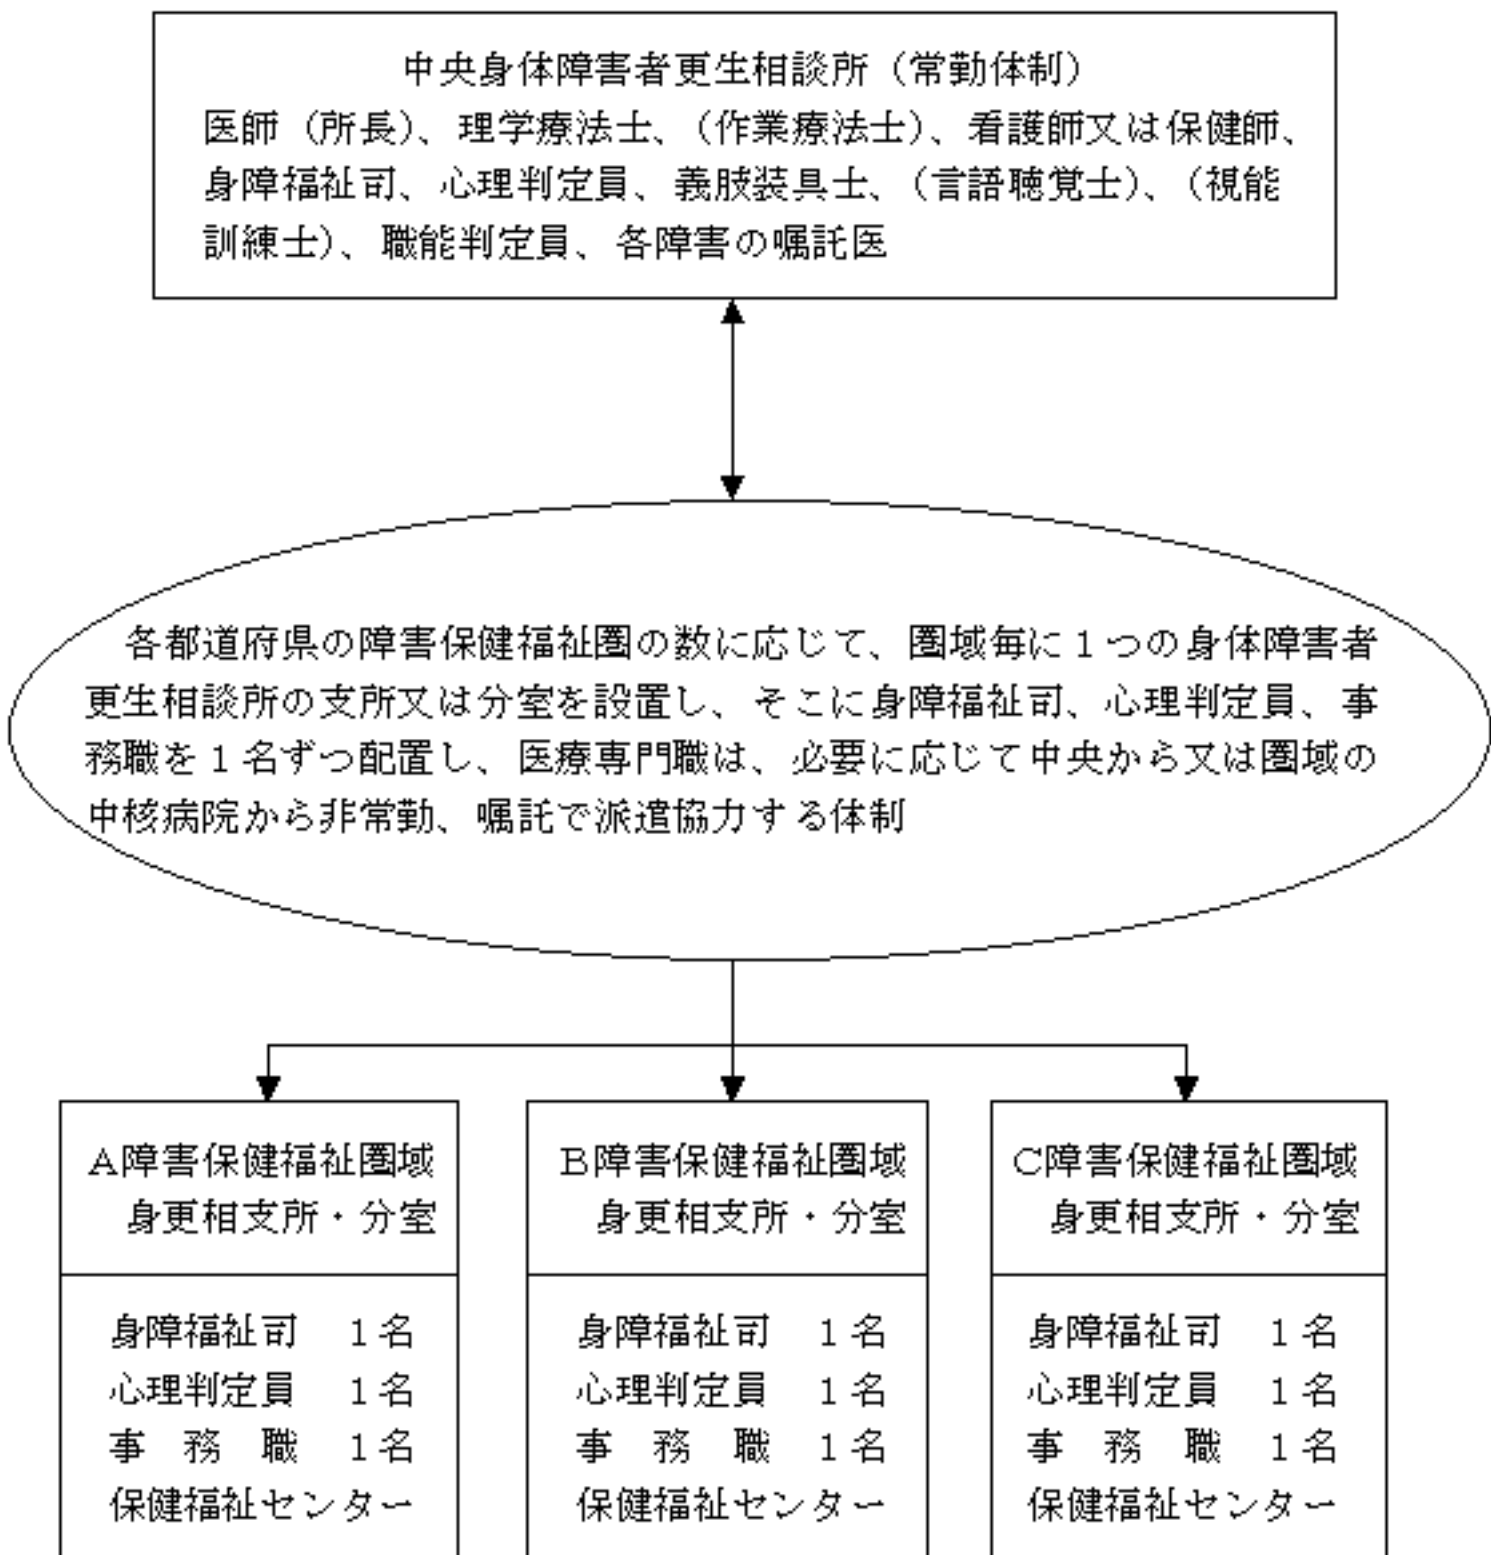 中央身体障害者更生相談所（常勤体制）
医師（所長）、理学療法士、（作業療法士）、看護師又は保健師、
身障福祉司、心理判定員、義肢装具士、（言語聴覚士）、（視能
訓練士）、職能判定員、各障害の嘱託医
各都道府県の障害保健福祉圏の数に応じて、圏域毎に１つの身体障害者
更生相談所の支所又は分室を設置し、そこに身障福祉司、心理判定員、事
務職を１名ずつ配置し、医療専門職は、必要に応じて中央から又は圏域の
中核病院から非常勤、嘱託で派遣協力する体制
A障害保健福祉圏域
身更相支所・分室
身障福祉司　１名
心理判定員　１名
事　務　職　１名
保健福祉センター
B障害保健福祉圏域
身更相支所・分室
身障福祉司　１名
心理判定員　１名
事　務　職　１名
保健福祉センター
C障害保健福祉圏域
身更相支所・分室
身障福祉司　１名
心理判定員　１名
事　務　職　１名
保健福祉センター